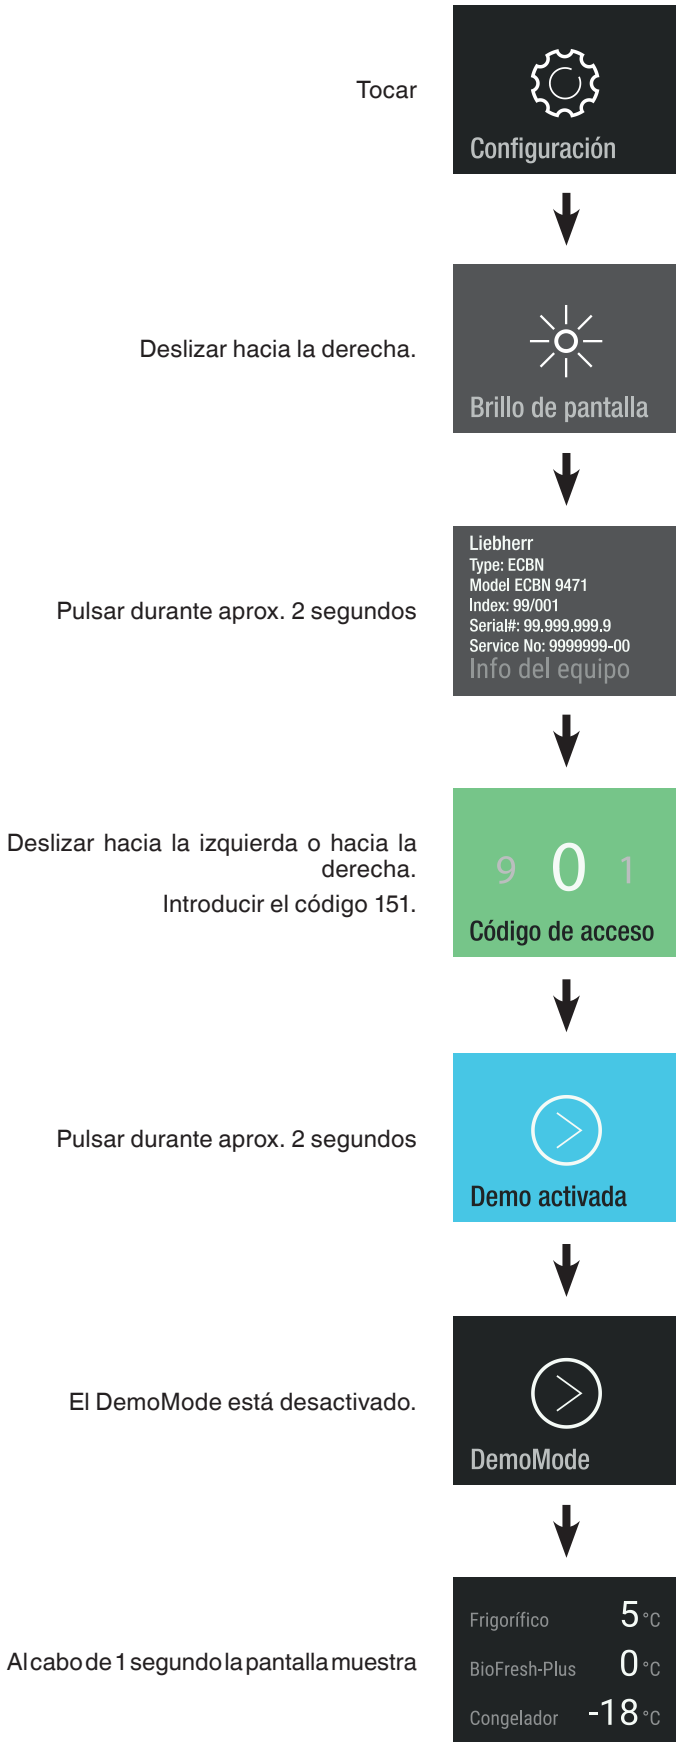 Tocar
Configuración
Deslizar hacia la derecha.
Brillo de pantalla
Liebherr
Type: ECBN
Model ECBN 9471
Index: 99/001
Serial#: 99.999.999.9
Service No: 9999999-00
Info del equipo
Pulsar durante aprox. 2 segundos
Deslizar hacia la izquierda o hacia la
derecha.
Introducir el código 151.
9 0 1
Código de acceso
Pulsar durante aprox. 2 segundos
Demo activada
El DemoMode está desactivado.
DemoMode
Al cabo de 1 segundo la pantalla muestra
Frigorífico 5 °C
BioFresh-Plus 0 °C
Congelador -18 °C